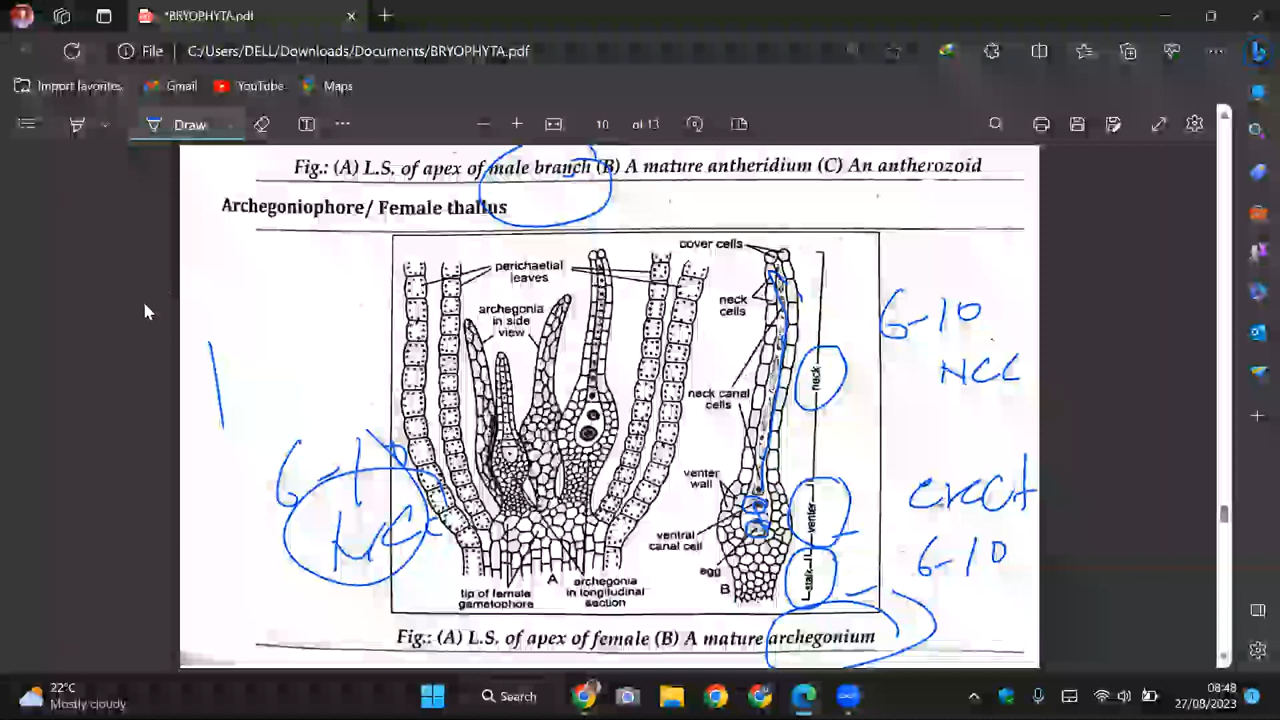 *BRYOPHYTA.pdf
File
C:/Users/DELL/Downloads/Documents/BRYOPHYTA.pdf
Import favorites
Gmail
YouTube
Maps
Draw
10 of 13
Fig.: (A) L.S. of apex of male branch (B) A mature antheridium (C) An antherozoid
Archegoniophore/ Female thallus
cover cells
perichaetial
leaves
archegonia
in side
view
neck
cells
neck canal
cells
neck
venter
wall
venter
ventral
canal cell
egg
stalk
A
B
tip of female
gametophore
archegonia
in longitudinal
section
6-10
NCC
erect
6-10
6-10
NCC
Fig.: (A) L.S. of apex of female (B) A mature archegonium
22°C
Mostly cloudy
Search
08:48
27/08/2023